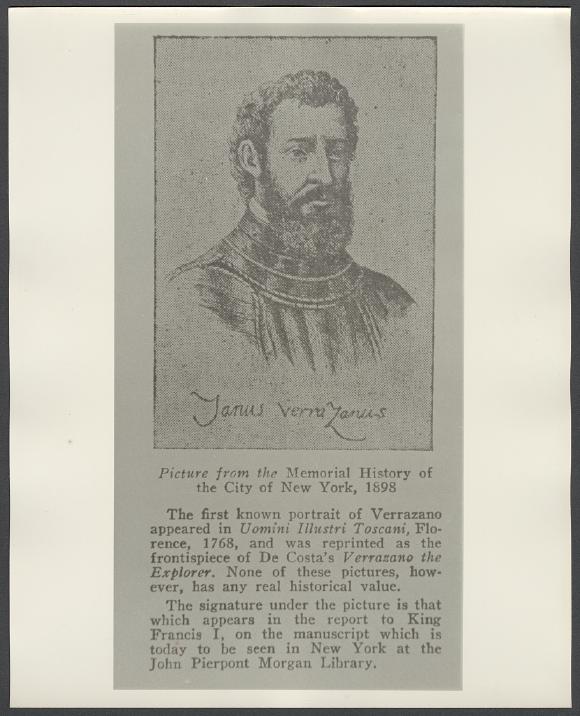 Janus Verrazanus
Picture from the Memorial History of
the City of New York, 1898
The first known portrait of Verrazano
appeared in Uomini Illustri Toscani, Flo-
rence, 1768, and was reprinted as the
frontispiece of De Costa's Verrazano the
Explorer. None of these pictures, how-
ever, has any real historical value.
The signature under the picture is that
which appears in the report to King
Francis I, on the manuscript which is
today to be seen in New York at the
John Pierpont Morgan Library.